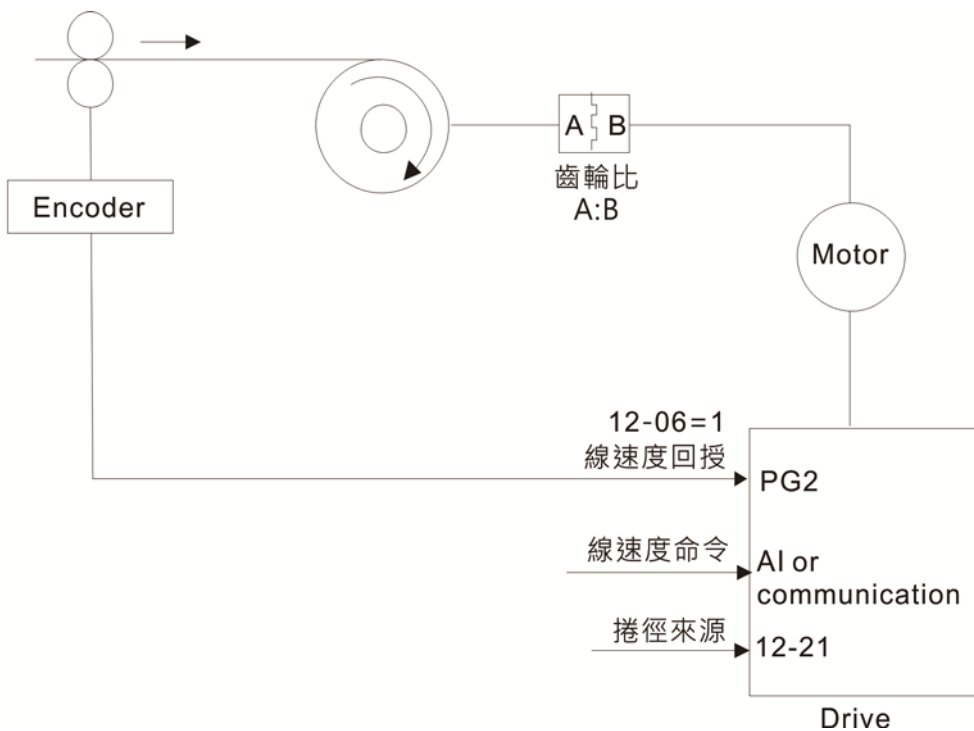 A B
齒輪比
A:B
Encoder
Motor
12-06=1
線速度回授
PG2
線速度命令
AI or
communication
捲徑來源
12-21
Drive